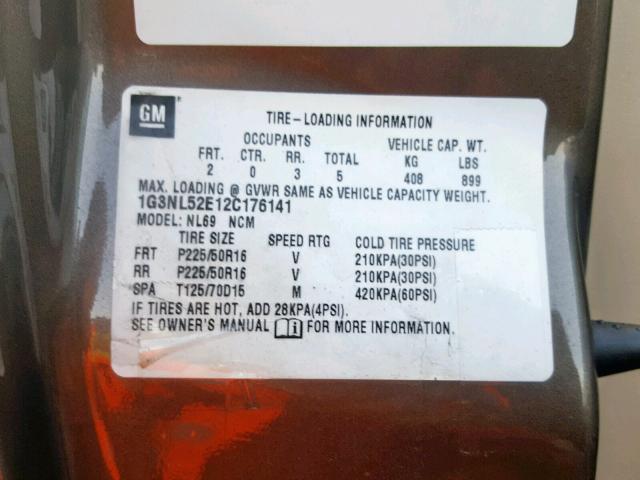 GM
TIRE-LOADING INFORMATION
OCCUPANTS VEHICLE CAP. WT.
FRT. CTR. RR. TOTAL KG LBS
2 0 3 5 408 899
MAX. LOADING @ GVWR SAME AS VEHICLE CAPACITY WEIGHT.
1G3NL52E12C176141
MODEL: NL69 NCM
TIRE SIZE SPEED RTG COLD TIRE PRESSURE
FRT P225/50R16 V 210KPA(30PSI)
RR P225/50R16 V 210KPA(30PSI)
SPA T125/70D15 M 420KPA(60PSI)
IF TIRES ARE HOT, ADD 28KPA(4PSI).
SEE OWNER'S MANUAL FOR MORE INFORMATION.